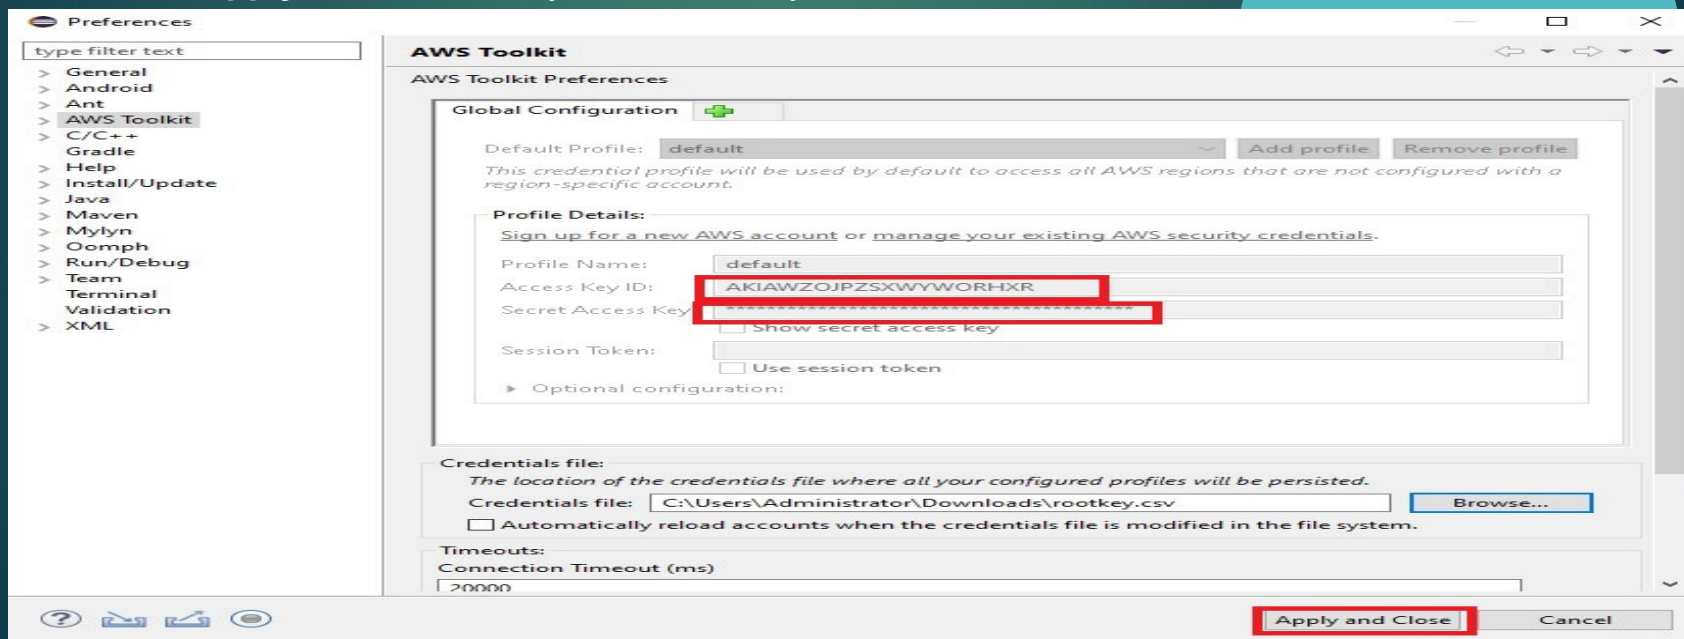 Preferences
type filter text
General
Android
Ant
AWS Toolkit
C/C++
Gradle
Help
Install/Update
Java
Maven
Mylyn
Oomph
Run/Debug
Team
Terminal
Validation
XML
AWS Toolkit
AWS Toolkit Preferences
Global Configuration
Default Profile: default Add profile Remove profile
This credential profile will be used by default to access all AWS regions that are not configured with a
region-specific account.
Profile Details:
Sign up for a new AWS account or manage your existing AWS security credentials.
Profile Name: default
Access Key ID: AKIAWZOJPZSXWYWORHXR
Secret Access Key ****************************************
Show secret access key
Session Token:
Use session token
Optional configuration:
Credentials file:
The location of the credentials file where all your configured profiles will be persisted.
Credentials file: C:\Users\Administrator\Downloads\rootkey.csv Browse...
Automatically reload accounts when the credentials file is modified in the file system.
Timeouts:
Connection Timeout (ms)
20000
Apply and Close Cancel